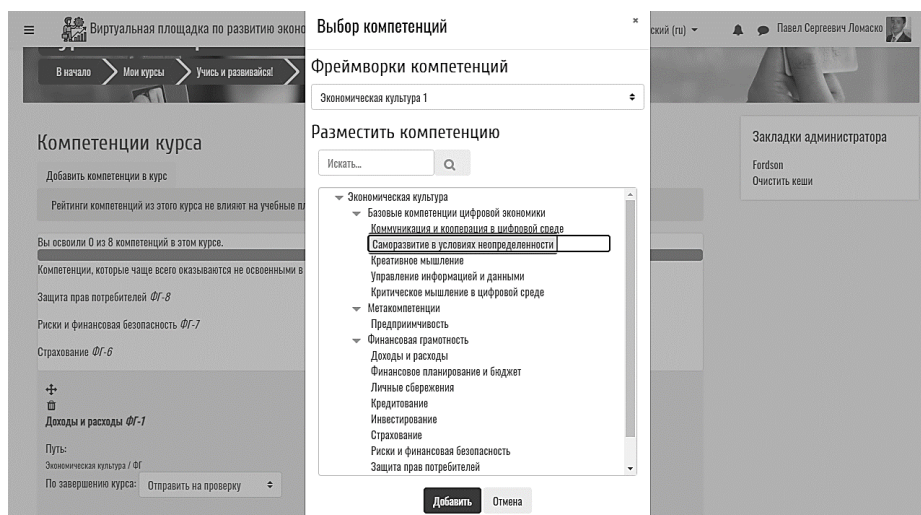 Виртуальная площадка по развитию эконо
ский (ru)
Павел Сергеевич Ломаско
В начало
Мои курсы
Учись и развивайся!
Компетенции курса
Добавить компетенции в курс
Рейтинги компетенций из этого курса не влияют на учебные пл
Вы освоили 0 из 8 компетенций в этом курсе.
Компетенции, которые чаще всего оказываются не освоенными в
Защита прав потребителей ФГ-8
Риски и финансовая безопасность ФГ-7
Страхование ФГ-6
Доходы и расходы ФГ-1
Путь:
Экономическая культура / ФГ
По завершению курса: Отправить на проверку
Выбор компетенций
×
Фреймворки компетенций
Экономическая культура 1
Разместить компетенцию
Искать...
Экономическая культура
Базовые компетенции цифровой экономики
Коммуникация и кооперация в цифровой среде
Саморазвитие в условиях неопределенности
Креативное мышление
Управление информацией и данными
Критическое мышление в цифровой среде
Метакомпетенции
Предприимчивость
Финансовая грамотность
Доходы и расходы
Финансовое планирование и бюджет
Личные сбережения
Кредитование
Инвестирование
Страхование
Риски и финансовая безопасность
Защита прав потребителей
Добавить
Отмена
Закладки администратора
Fordson
Очистить кеши